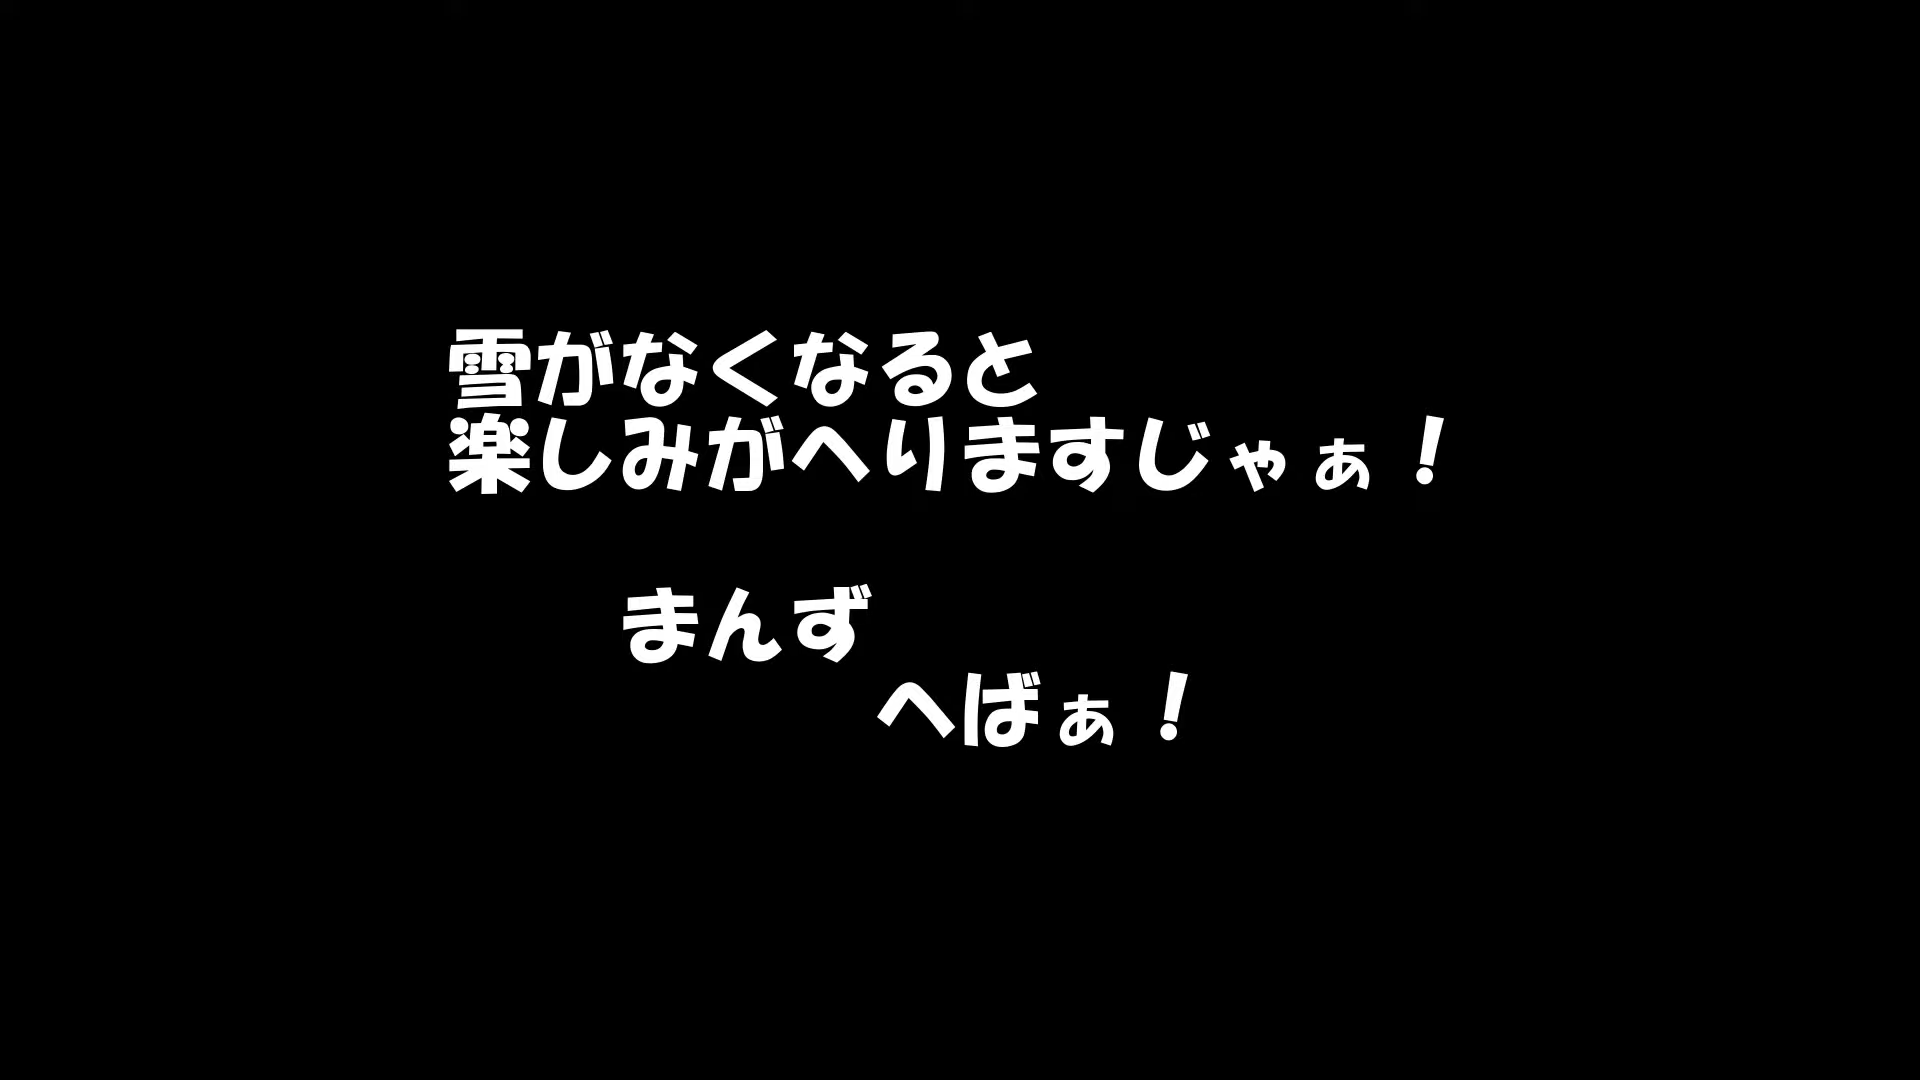 雪がなくなると
楽しみがへりますじゃぁ！
まんず
へばぁ！